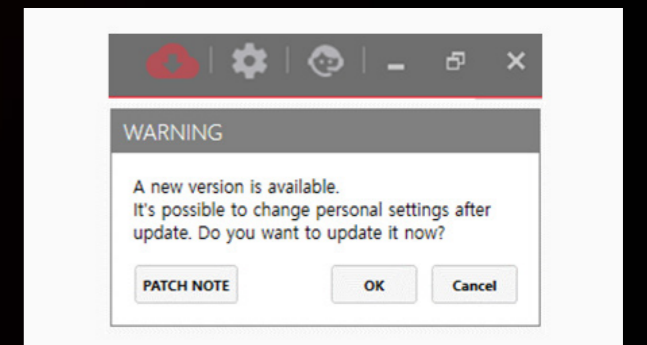 WARNING
A new version is available.
It's possible to change personal settings after
update. Do you want to update it now?
PATCH NOTE OK Cancel